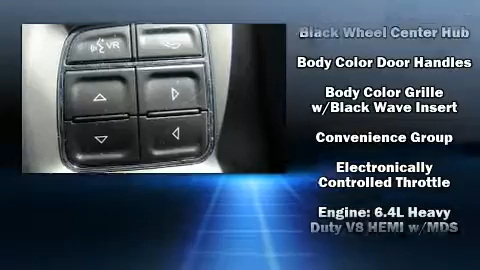 VR
Black Wheel Center Hub
Body Color Door Handles
Body Color Grille
w/Black Wave Insert
Convenience Group
Electronically
Controlled Throttle
Engine: 6.4L Heavy
Duty V8 HEMI w/MDS